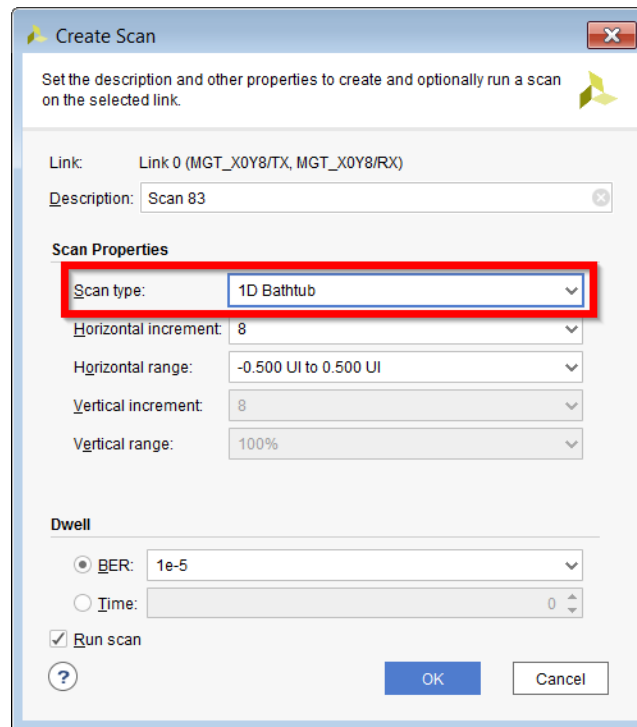 Create Scan
Set the description and other properties to create and optionally run a scan
on the selected link.
Link: Link 0 (MGT_X0Y8/TX, MGT_X0Y8/RX)
Description: Scan 83
Scan Properties
Scan type: 1D Bathtub
Horizontal increment: 8
Horizontal range: -0.500 UI to 0.500 UI
Vertical increment: 8
Vertical range: 100%
Dwell
BER: 1e-5
Time: 0
Run scan
? OK Cancel